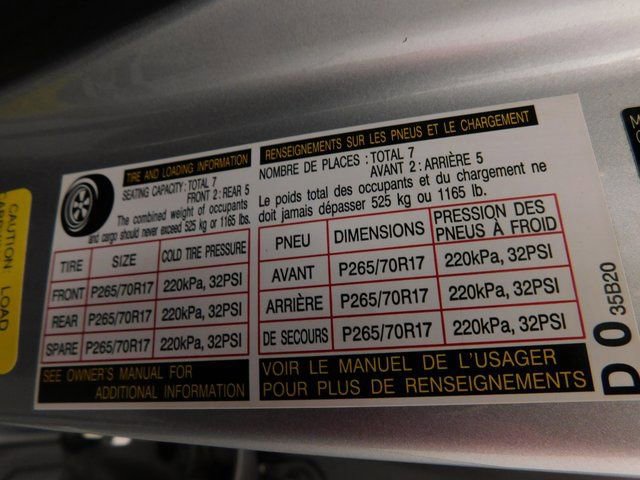 TIRE AND LOADING INFORMATION
SEATING CAPACITY: TOTAL 7
FRONT 2: REAR 5
The combined weight of occupants
and cargo should never exceed 525 kg or 1165 lbs.
TIRE SIZE COLD TIRE PRESSURE
FRONT P265/70R17 220kPa, 32PSI
REAR P265/70R17 220kPa, 32PSI
SPARE P265/70R17 220kPa, 32PSI
SEE OWNER'S MANUAL FOR
ADDITIONAL INFORMATION
RENSEIGNEMENTS SUR LES PNEUS ET LE CHARGEMENT
NOMBRE DE PLACES : TOTAL 7
AVANT 2 : ARRIÈRE 5
Le poids total des occupants et du chargement ne
doit jamais dépasser 525 kg ou 1165 lb.
PNEU DIMENSIONS PRESSION DES
PNEUS À FROID
AVANT P265/70R17 220kPa, 32PSI
ARRIÈRE P265/70R17 220kPa, 32PSI
DE SECOURS P265/70R17 220kPa, 32PSI
VOIR LE MANUEL DE L'USAGER
POUR PLUS DE RENSEIGNEMENTS
D 0 35B20
CAUTION LOAD